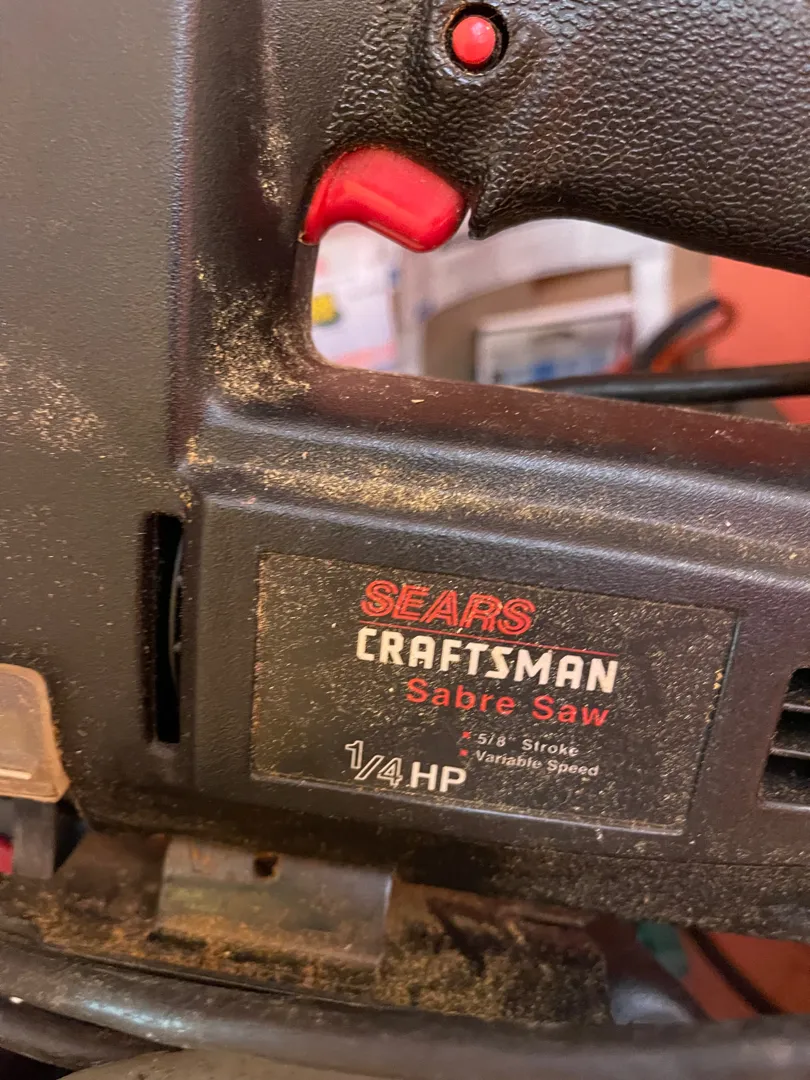 SEARS
CRAFTSMAN
Sabre Saw
5/8" Stroke
Variable Speed
1/4 HP